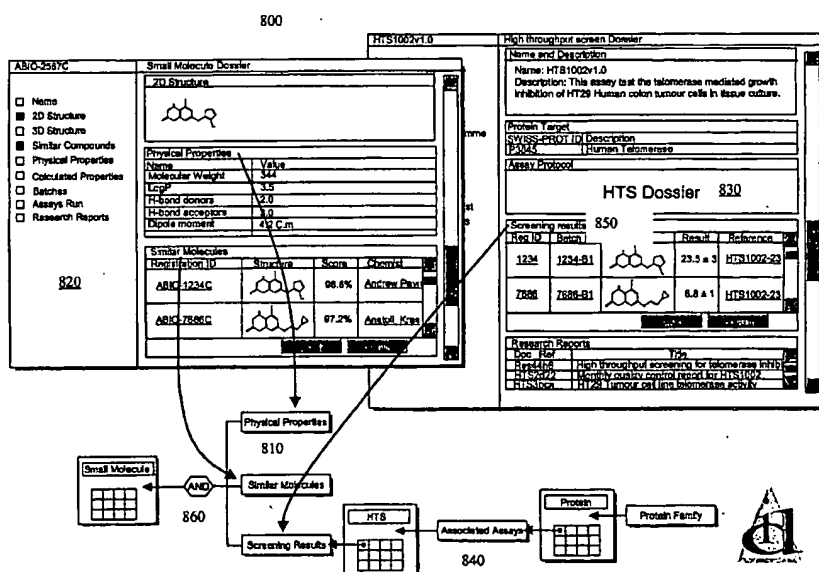 800
ABIO-2567C
Small Molecule Dossier
Name
2D Structure
3D Structure
Similar Compounds
Physical Properties
Calculated Properties
Batches
Assays Run
Research Reports
820
2D Structure
Physical Properties
Name Value
Molecular Weight 344
LogP 3.5
H-bond donors 2.0
H-bond acceptors
Dipole moment 4.2 C.m
Similar Molecules
Registration ID Structure Score Chemist
ABIO-1234C 98.6% Andrew
ABIO-7686C 97.2%
HTS1002v1.0
High throughput screen Dossier
Name and Description
Name: HTS1002v1.0
Description: This assay test the telomerase mediated growth
inhibition of HT29 Human colon tumour cells in tissue culture.
Protein Target
SWISS-PROT ID Description
Human Telomerase
Assay Protocol
HTS Dossier 830
850
Screening results
Reg ID Batch Result Reference
1234 1234-B1 23.5 ± 3 HTS1002-23
7686 7686-B1 6.8 ± 1 HTS1002-23
Research Reports
Doc Ref Title
High throughput screening for telomerase inhibi
Monthly quality control report for HTS1002
HT29 Tumour cell line telomerase activity
Physical Properties
810
Small Molecule
AND
860
Similar Molecules
Screening Results
HTS
Associated Assays
840
Protein
Protein Family